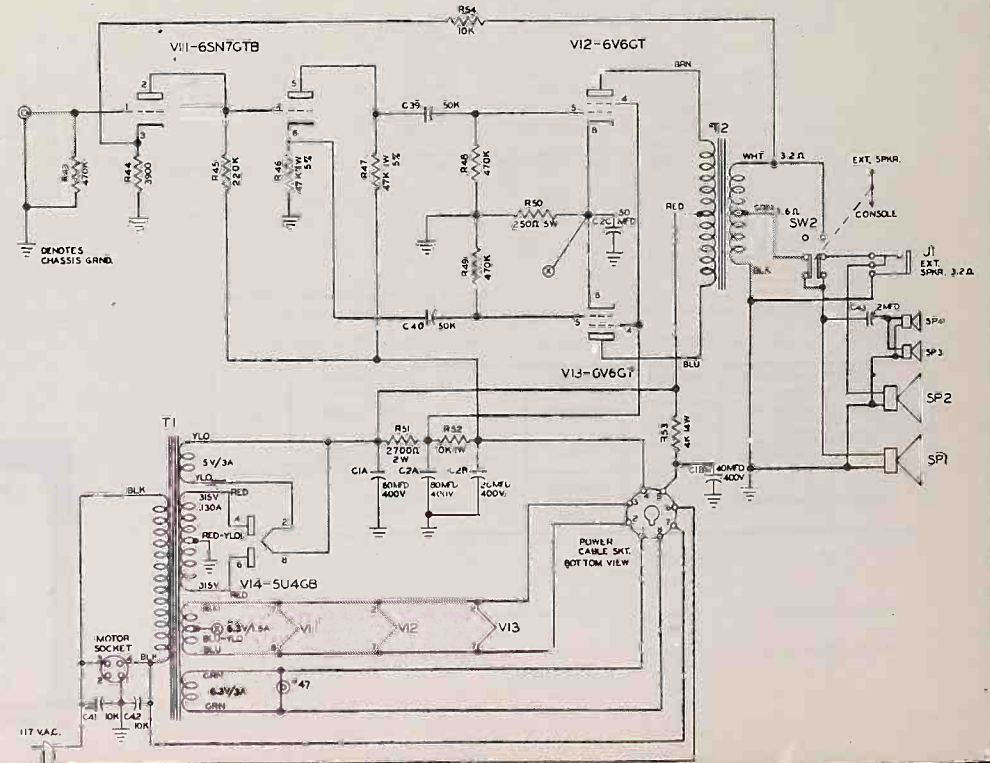 R54
10K
V11-6SN7GTB
V12-6V6GT
BRN
T2
C39
50K
WHT
3.2Ω
EXT. SPKR.
CONSOLE
470K
R44
3900
R45
220K
R46
47K 1W
5%
R47
47K 1W
5%
R48
470K
R50
250Ω 5W
C2C
50
MFD
RED
SW2
J1
EXT.
SPKR. 3.2Ω
DENOTES
CHASSIS GRND.
R49
470K
C40
50K
BLK
2MFD
SP4
SP3
V13-6V6GT
BLU
SP2
SP1
T1
YLO
5V/3A
YLO
R51
2700Ω
2W
R52
10K 1W
R53
C1A
80MFD
400V
C2A
80MFD
400V
20MFD
400V
C1B
40MFD
400V
BLK
315V
.130A
RED
RED-YLO
315V
RED
4
2
6
8
V14-5U4GB
POWER
CABLE SKT.
BOTTOM VIEW
BLU
6.3V/1.5A
BLU-YLO
BLU
V11
V12
V13
MOTOR
SOCKET
BLK
GRN
6.3V/3A
GRN
#47
C41
10K
C42
10K
117 V.A.C.